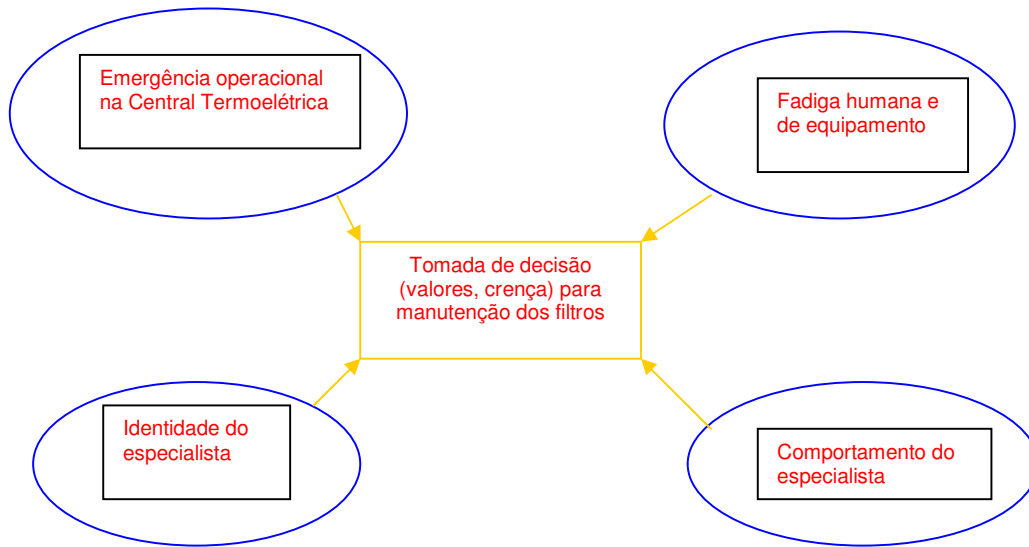 Emergência operacional
na Central Termoelétrica
Fadiga humana e
de equipamento
Tomada de decisão
(valores, crença) para
manutenção dos filtros
Identidade do
especialista
Comportamento do
especialista